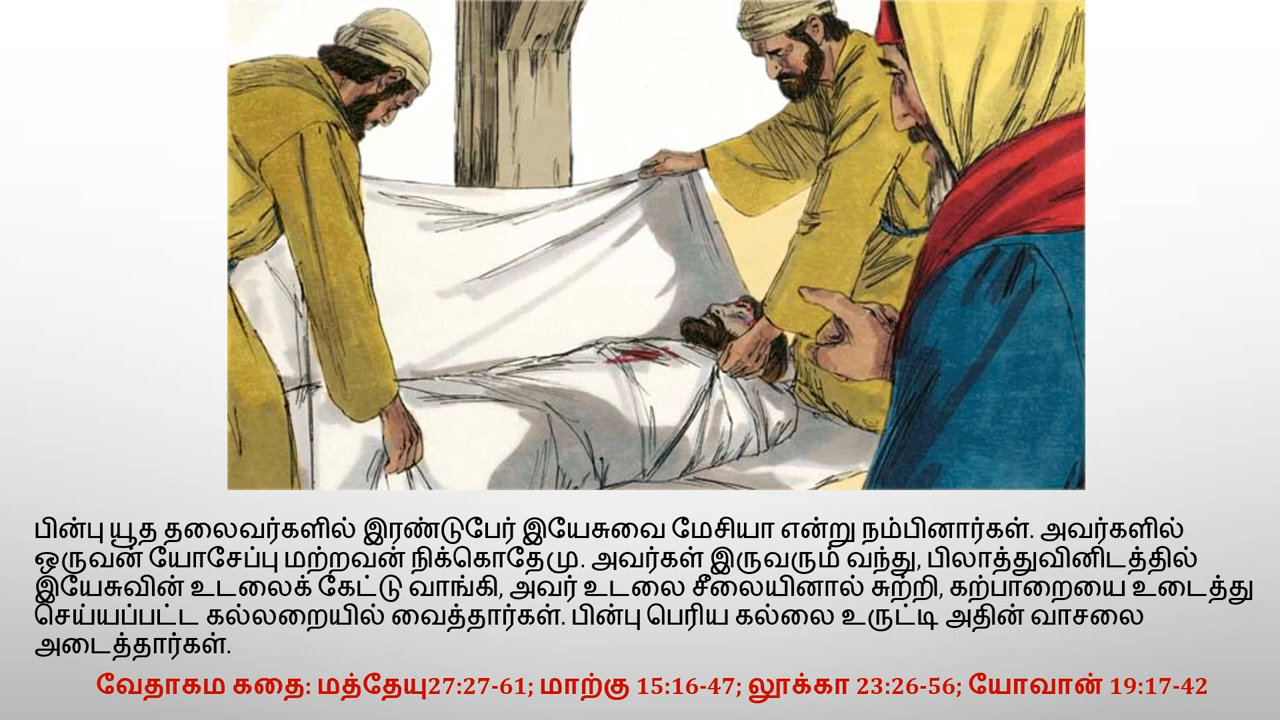 பின்பு யூத தலைவர்களில் இரண்டுபேர் இயேசுவை மேசியா என்று நம்பினார்கள். அவர்களில்
ஒருவன் யோசேப்பு மற்றவன் நிக்கொதேமு. அவர்கள் இருவரும் வந்து, பிலாத்துவினிடத்தில்
இயேசுவின் உடலைக் கேட்டு வாங்கி, அவர் உடலை சீலையினால் சுற்றி, கற்பாறையை உடைத்து
செய்யப்பட்ட கல்லறையில் வைத்தார்கள். பின்பு பெரிய கல்லை உருட்டி அதின் வாசலை
அடைத்தார்கள்.
வேதாகம கதை: மத்தேயு27:27-61; மாற்கு 15:16-47; லூக்கா 23:26-56; யோவான் 19:17-42